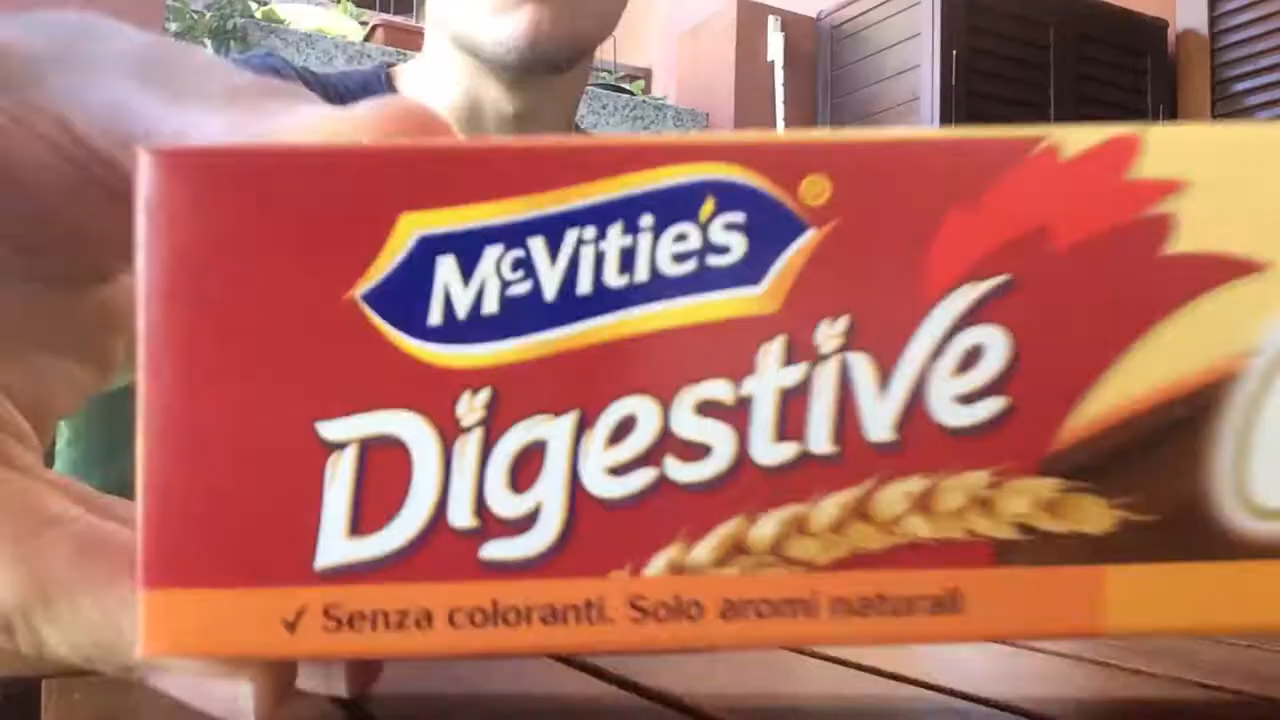 McVitie's
Digestive
✓ Senza coloranti. Solo aromi naturali